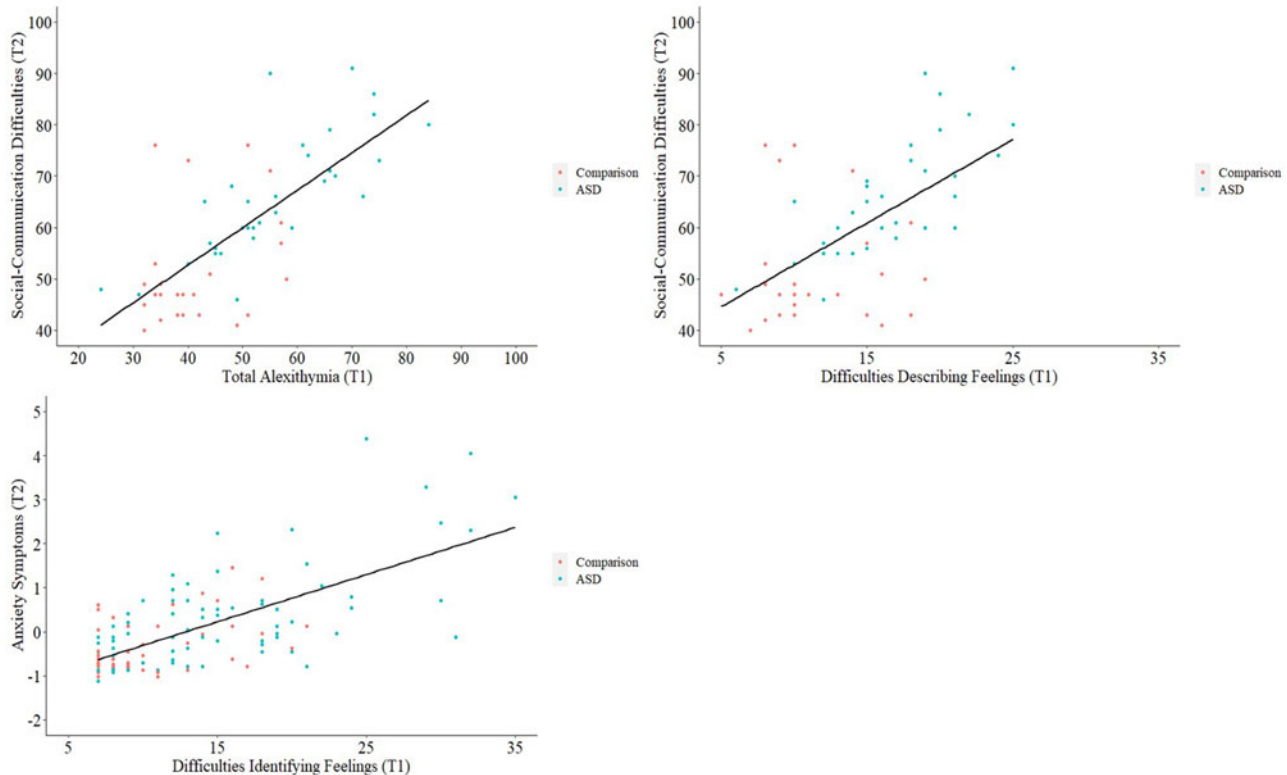 Social-Communication Difficulties (T2)
100
90
80
70
60
50
40
20 30 40 50 60 70 80 90 100
Total Alexithymia (T1)
Comparison
ASD
Social-Communication Difficulties (T2)
100
90
80
70
60
50
40
5 15 25 35
Difficulties Describing Feelings (T1)
Comparison
ASD
Anxiety Symptoms (T2)
5
4
3
2
1
0
-1
-2
5 15 25 35
Difficulties Identifying Feelings (T1)
Comparison
ASD